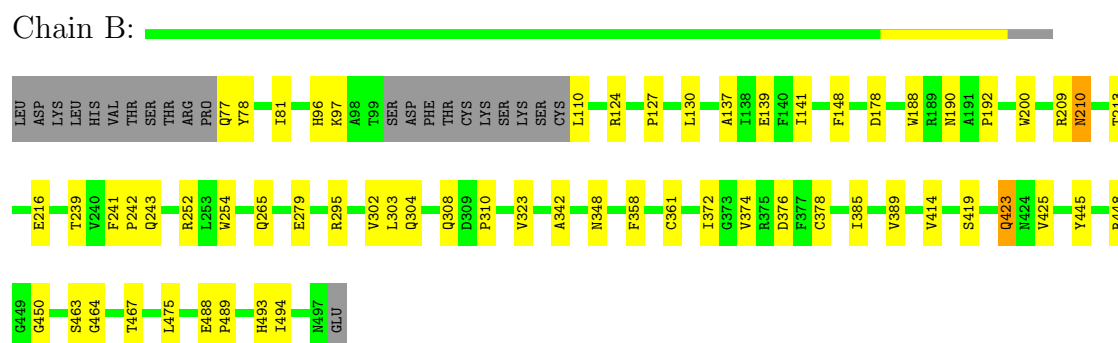 Chain B:
LEU ASP LYS LEU HIS VAL THR SER THR ARG PRO Q77 Y78 I81 H96 K97 A98 T99 SER ASP PHE THR CYS LYS SER LYS SER CYS L110 R124 P127 L130 A137 I138 E139 F140 I141 F148 D178 W188 R189 N190 A191 P192 W200 R209 N210 T213
E216 T239 V240 F241 P242 Q243 R252 L253 W254 Q265 E279 R295 V302 L303 Q304 Q308 D309 P310 V323 A342 N348 F358 C361 I372 G373 V374 R375 D376 F377 C378 I385 V389 V414 S419 Q423 N424 V425 Y445
G449 G450 S463 G464 T467 L475 E488 P489 H493 I494 N497 GLU